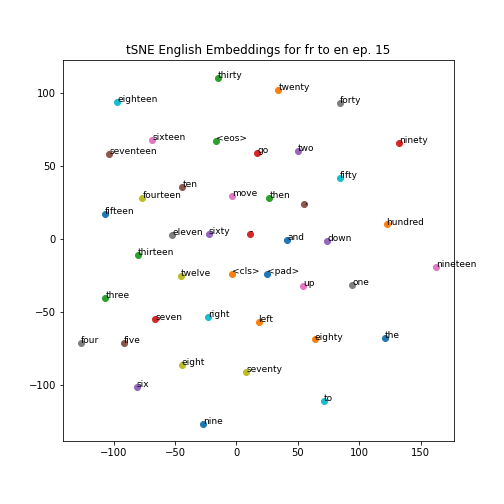 tSNE English Embeddings for fr to en ep. 15
thirty
twenty
eighteen
forty
sixteen
<eos>
ninety
seventeen
go
two
ten
fifty
fourteen
move
then
fifteen
hundred
eleven
sixty
and
down
thirteen
nineteen
twelve
<cls>
<pad>
up
one
three
right
left
seven
the
four
five
eighty
eight
seventy
six
to
nine
100
50
0
−50
−100
−100
−50
0
50
100
150